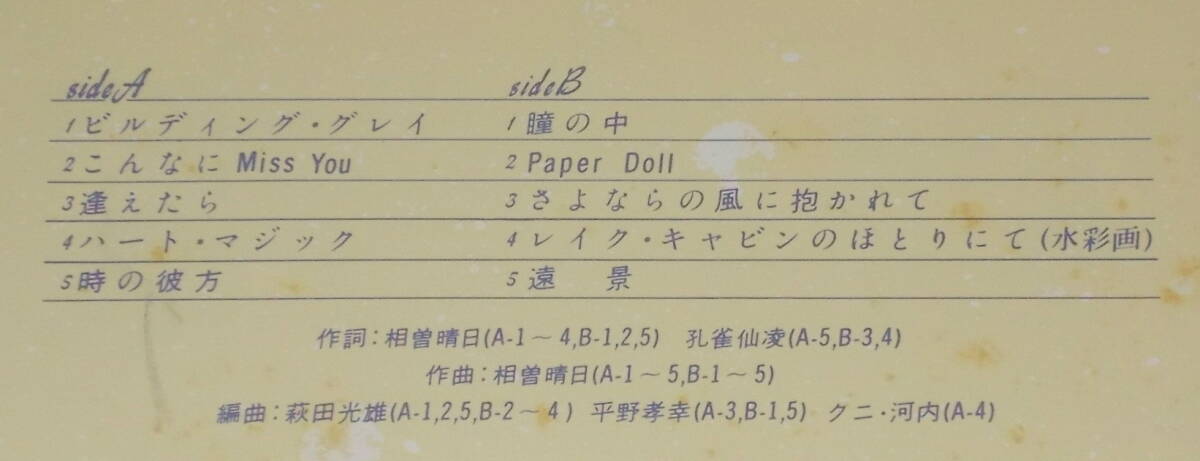 side A
1 ビルディング・グレイ
2 こんなに Miss You
3 逢えたら
4 ハート・マジック
5 時の彼方
side B
1 瞳の中
2 Paper Doll
3 さよならの風に抱かれて
4 レイク・キャビンのほとりにて(水彩画)
5 遠　景
作詞：相曽晴日(A-1〜4,B-1,2,5)　孔雀仙凌(A-5,B-3,4)
作曲：相曽晴日(A-1〜5,B-1〜5)
編曲：萩田光雄(A-1,2,5,B-2〜4)　平野孝幸(A-3,B-1,5)　クニ・河内(A-4)